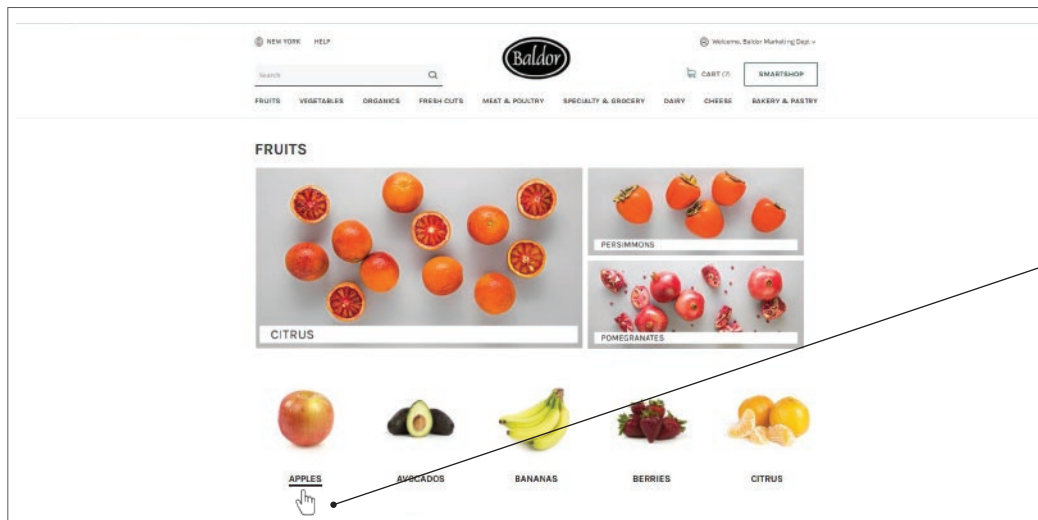 NEW YORK HELP
Baldor
Welcome, Baldor Marketing Dept
Search
CART (7)
SMARTSHOP
FRUITS VEGETABLES ORGANICS FRESH CUTS MEAT & POULTRY SPECIALTY & GROCERY DAIRY CHEESE BAKERY & PASTRY
FRUITS
PERSIMMONS
CITRUS
POMEGRANATES
APPLES AVOCADOS BANANAS BERRIES CITRUS